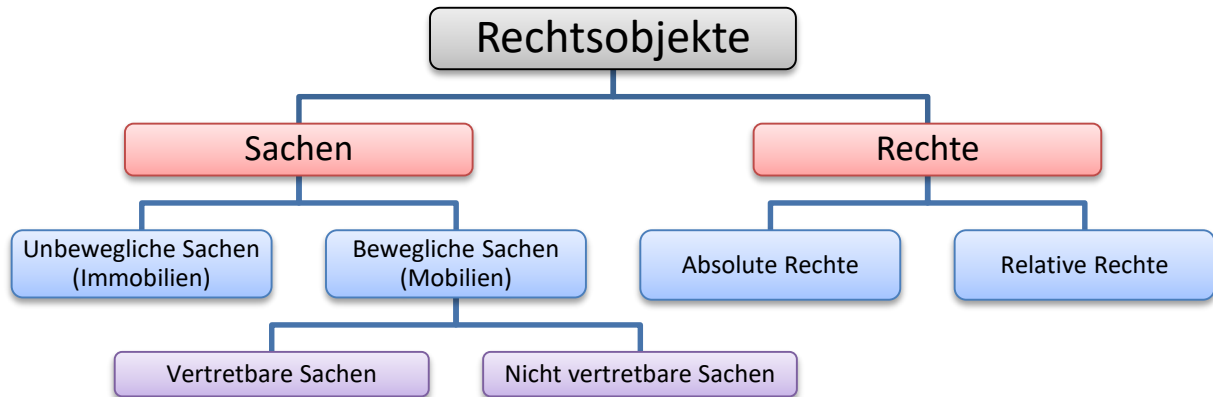 Rechtsobjekte
Sachen
Rechte
Unbewegliche Sachen
(Immobilien)
Bewegliche Sachen
(Mobilien)
Absolute Rechte
Relative Rechte
Vertretbare Sachen
Nicht vertretbare Sachen